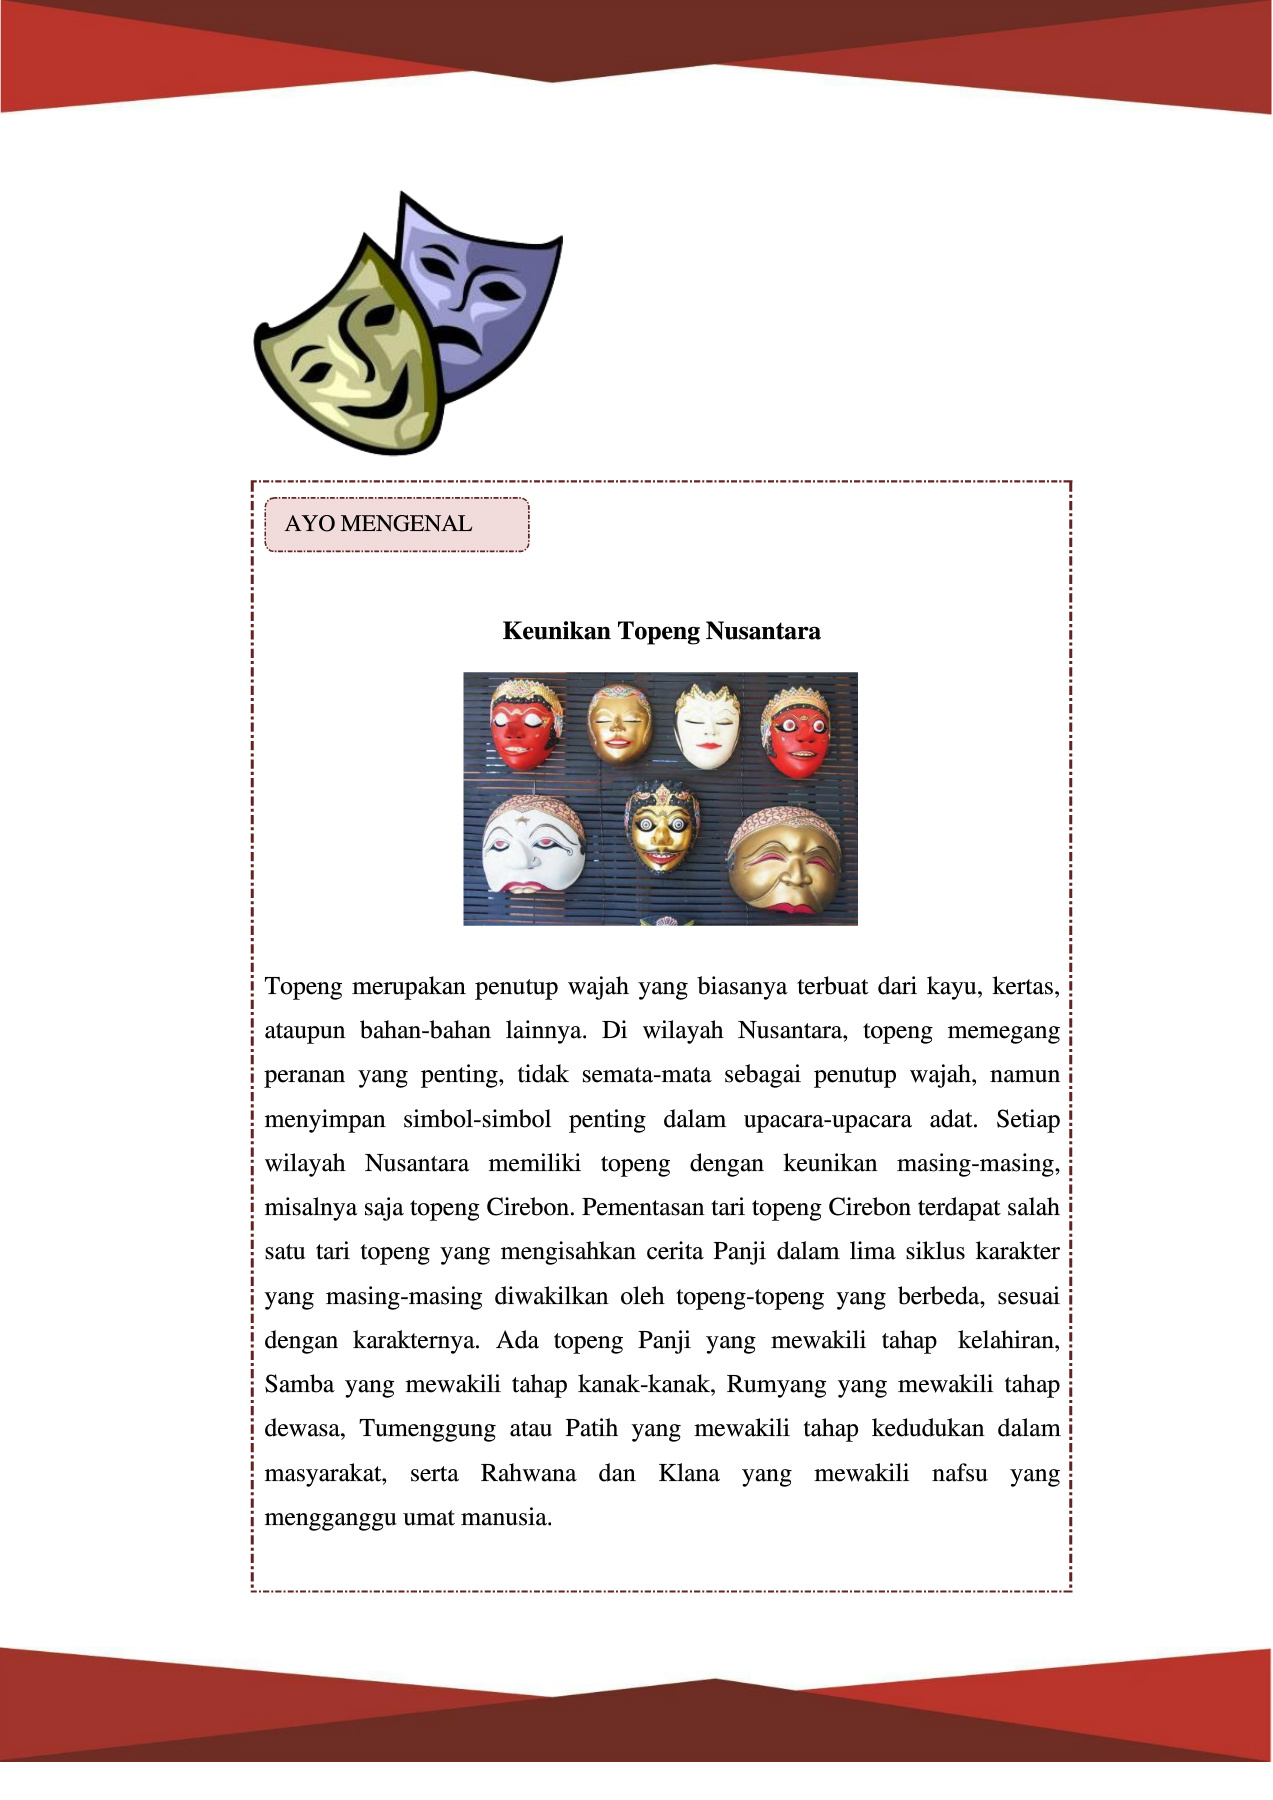 AYO MENGENAL
Keunikan Topeng Nusantara
Topeng merupakan penutup wajah yang biasanya terbuat dari kayu, kertas,
ataupun bahan-bahan lainnya. Di wilayah Nusantara, topeng memegang
peranan yang penting, tidak semata-mata sebagai penutup wajah, namun
menyimpan simbol-simbol penting dalam upacara-upacara adat. Setiap
wilayah Nusantara memiliki topeng dengan keunikan masing-masing,
misalnya saja topeng Cirebon. Pementasan tari topeng Cirebon terdapat salah
satu tari topeng yang mengisahkan cerita Panji dalam lima siklus karakter
yang masing-masing diwakilkan oleh topeng-topeng yang berbeda, sesuai
dengan karakternya. Ada topeng Panji yang mewakili tahap kelahiran,
Samba yang mewakili tahap kanak-kanak, Rumyang yang mewakili tahap
dewasa, Tumenggung atau Patih yang mewakili tahap kedudukan dalam
masyarakat, serta Rahwana dan Klana yang mewakili nafsu yang
mengganggu umat manusia.